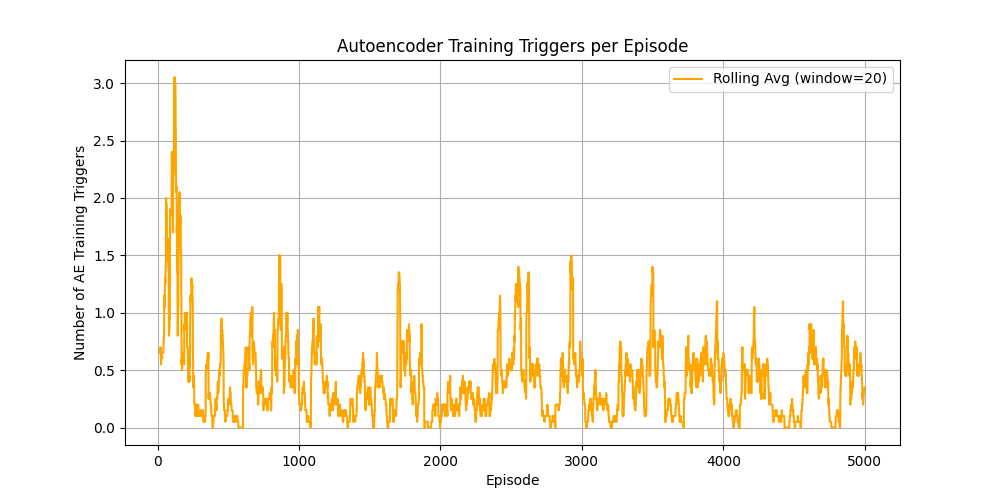 Autoencoder Training Triggers per Episode
Rolling Avg (window=20)
Number of AE Training Triggers
3.0
2.5
2.0
1.5
1.0
0.5
0.0
0 1000 2000 3000 4000 5000
Episode